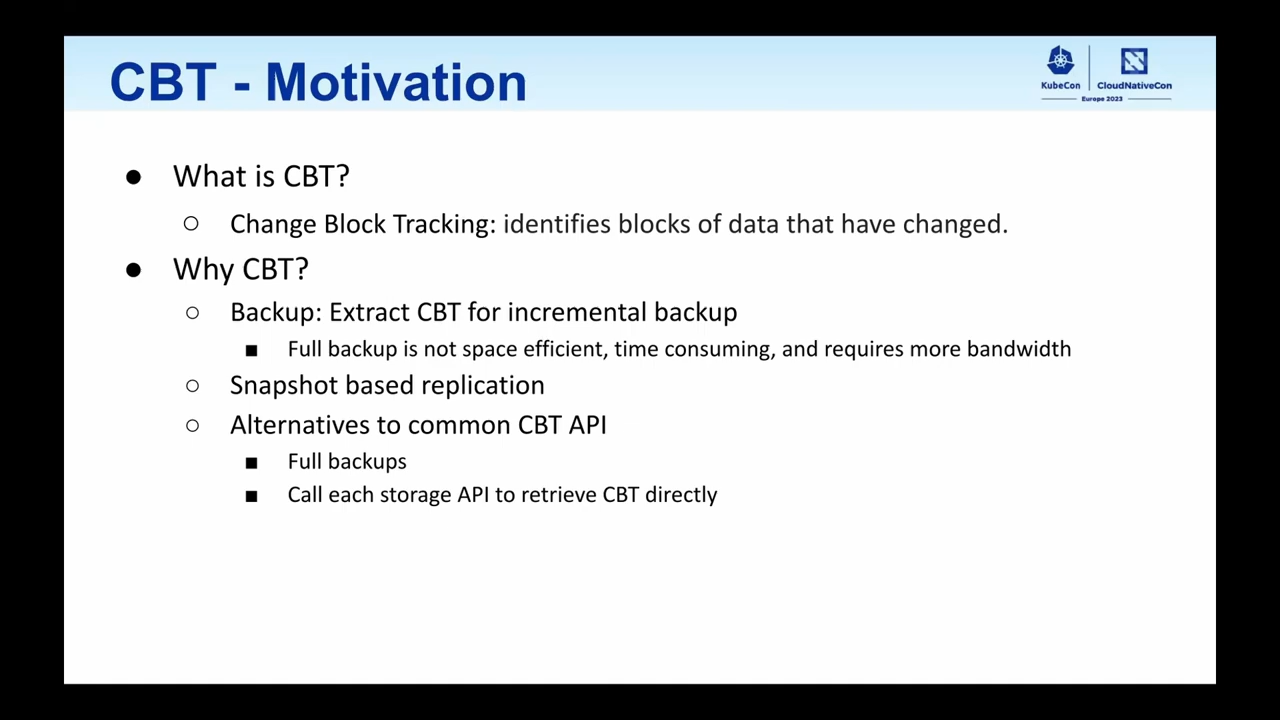 CBT - Motivation
KubeCon
CloudNativeCon
Europe 2023
● What is CBT?
○ Change Block Tracking: identifies blocks of data that have changed.
● Why CBT?
○ Backup: Extract CBT for incremental backup
■ Full backup is not space efficient, time consuming, and requires more bandwidth
○ Snapshot based replication
○ Alternatives to common CBT API
■ Full backups
■ Call each storage API to retrieve CBT directly